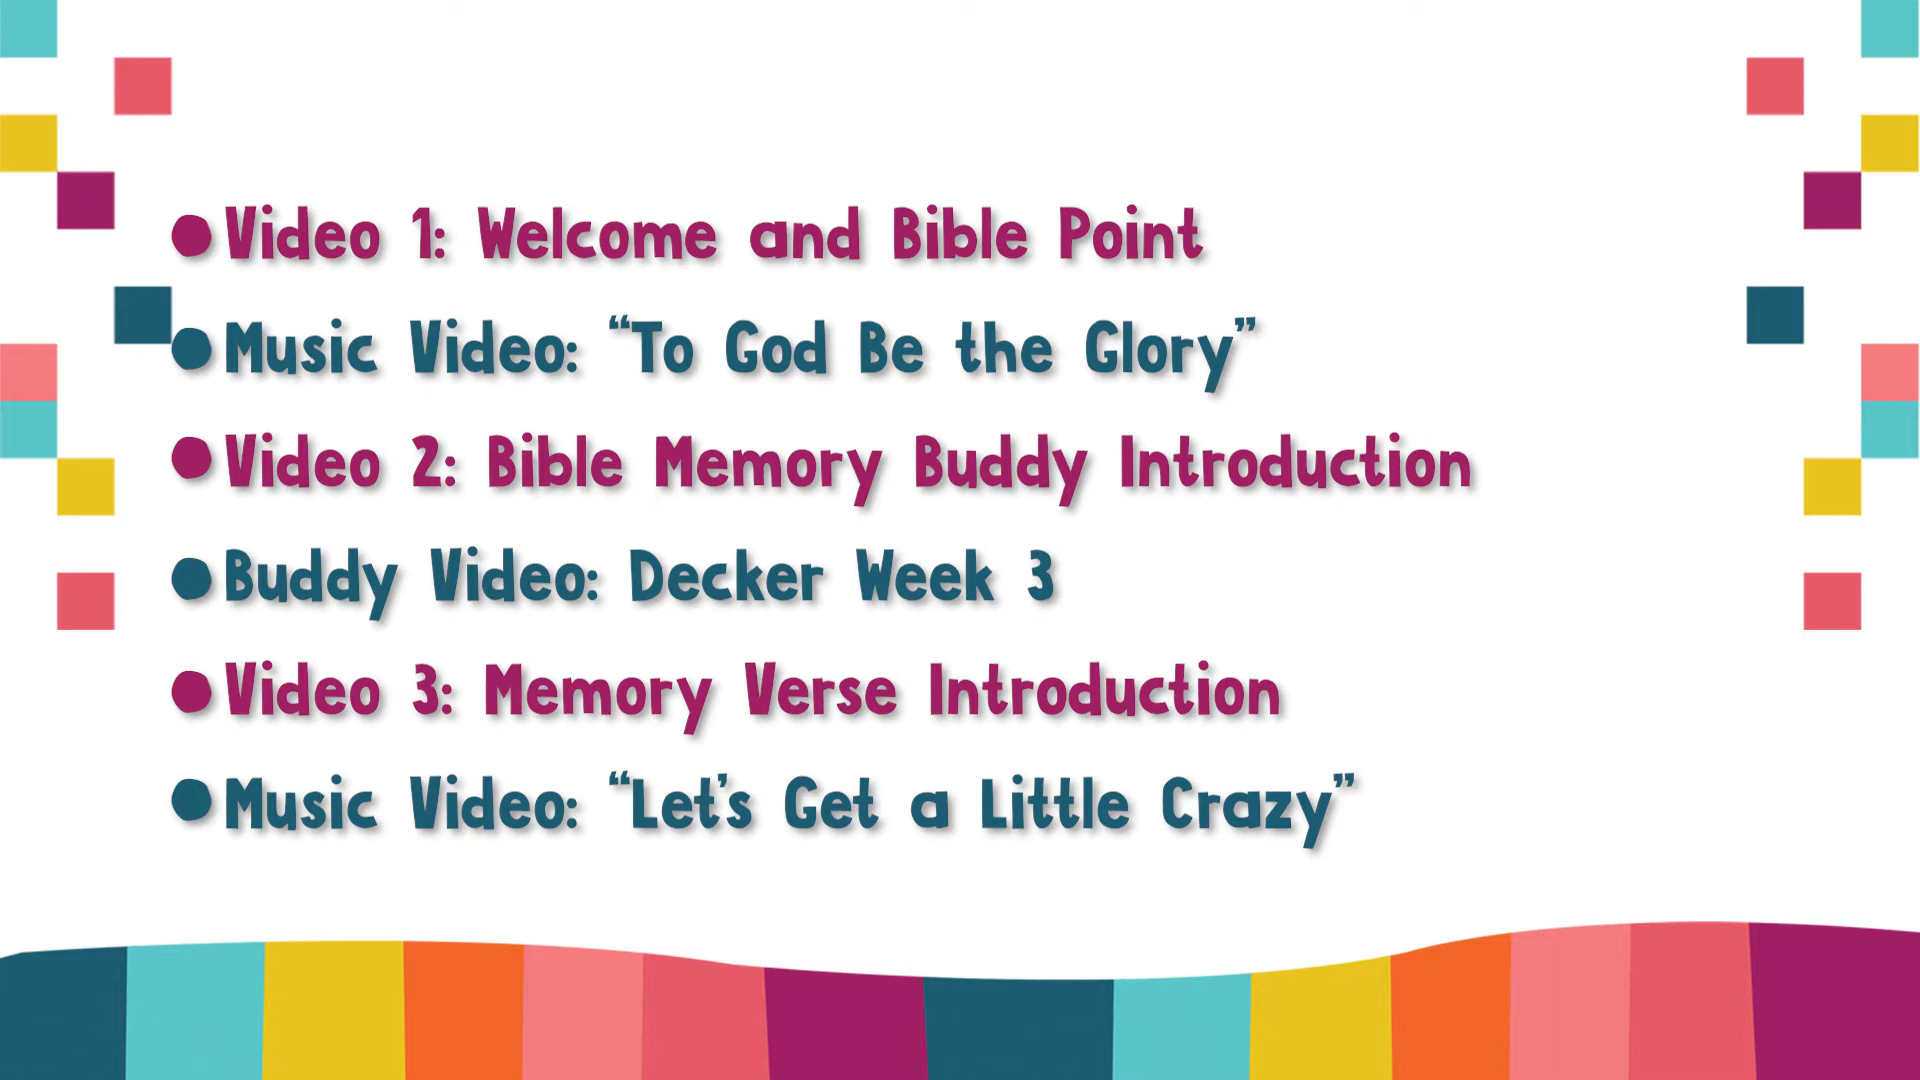 ●Video 1: Welcome and Bible Point
●Music Video: “To God Be the Glory”
●Video 2: Bible Memory Buddy Introduction
●Buddy Video: Decker Week 3
●Video 3: Memory Verse Introduction
●Music Video: “Let’s Get a Little Crazy”